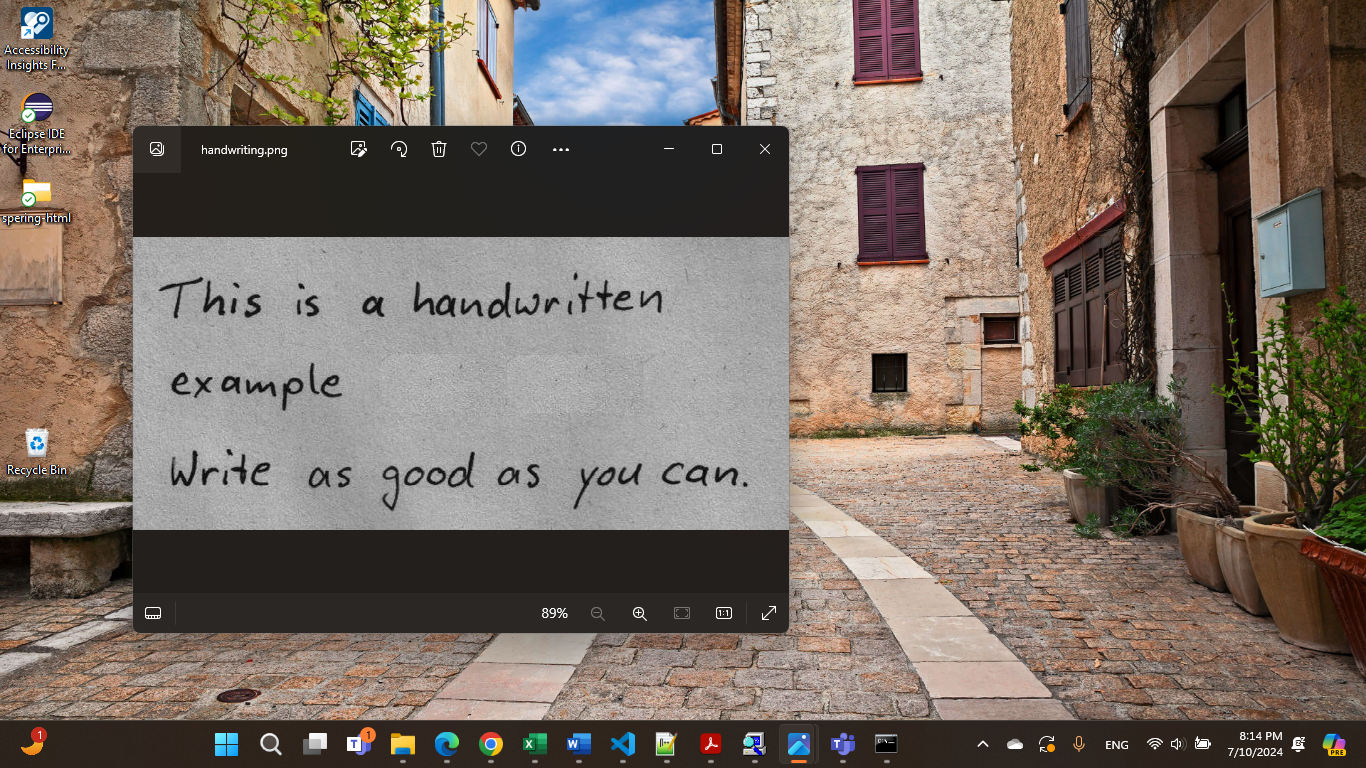 Accessibility
Insights F...
Eclipse IDE
for Enterpri...
spering-html
Recycle Bin
handwriting.png
This is a handwritten
example
Write as good as you can.
89%
1:1
1
1
ENG
8:14 PM
7/10/2024
PRE